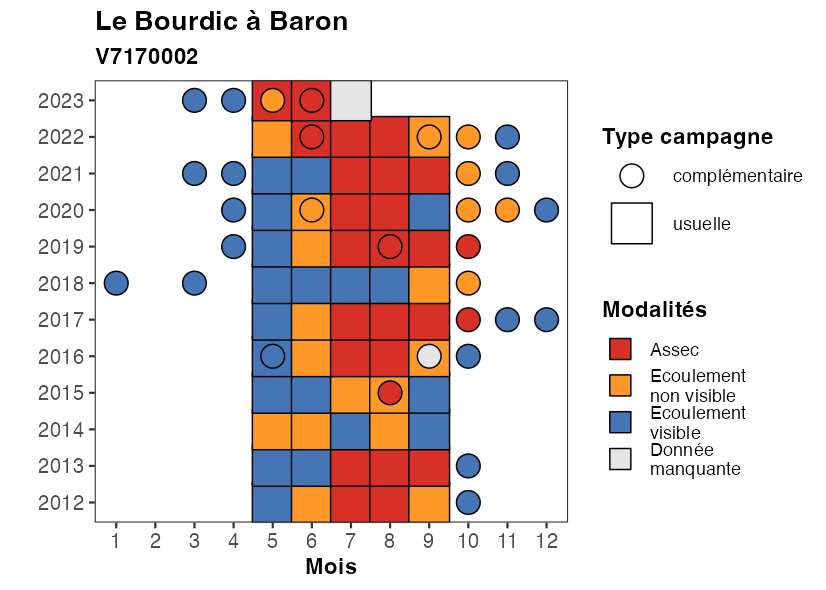 Le Bourdic à Baron
V7170002
2023
2022
2021
2020
2019
2018
2017
2016
2015
2014
2013
2012
1 2 3 4 5 6 7 8 9 10 11 12
Mois
Type campagne
complémentaire
usuelle
Modalités
Assec
Ecoulement
non visible
Ecoulement
visible
Donnée
manquante